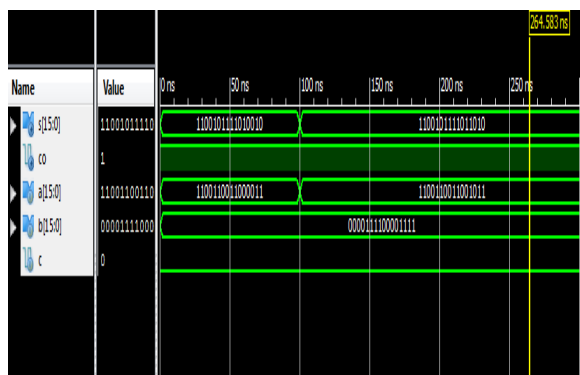 264.583 ns
Name Value 0 ns 50 ns 100 ns 150 ns 200 ns 250 ns
s[15:0] 11001011110 1100101111010010 1100101111011010
co 1
a[15:0] 11001100110 1100110011000011 1100110011001011
b[15:0] 00001111000 0000111100001111
c 0